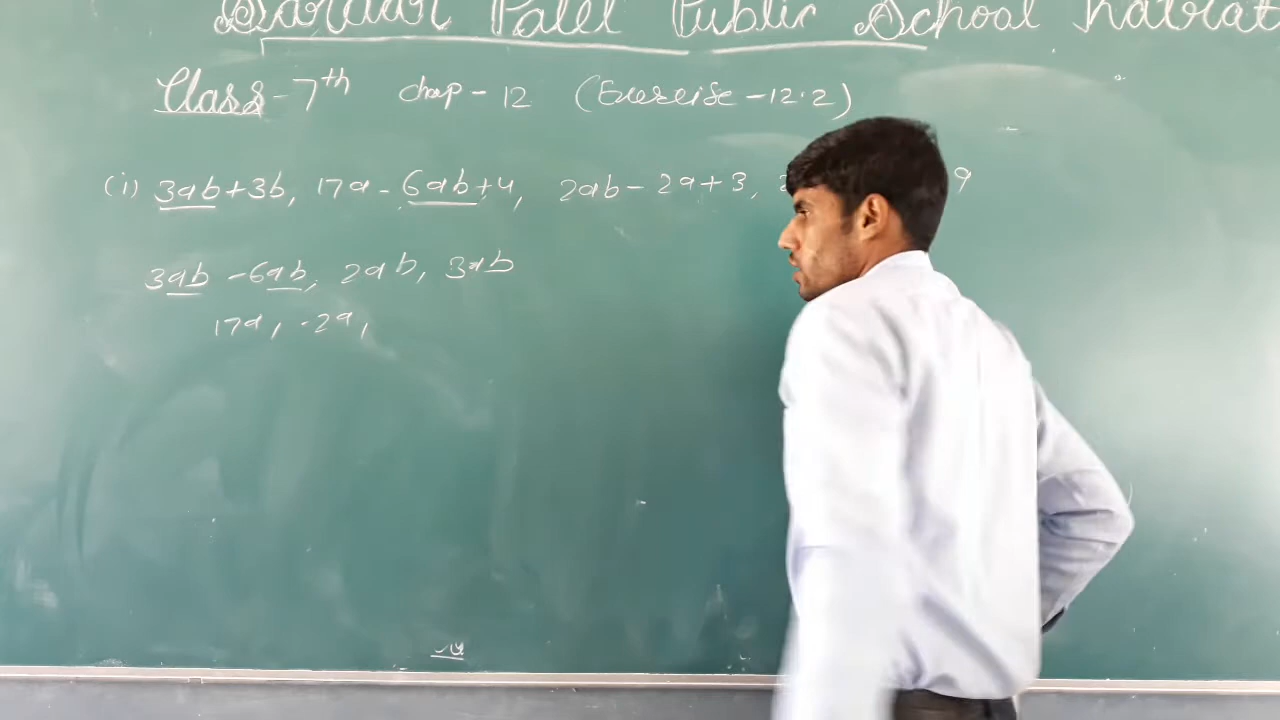 Sardar Patel Public School
Class-7th chap-12 (Exercise-12.2)
(i) 3ab+3b, 17a-6ab+4, 2ab-2a+3, 9
3ab -6ab, 2ab, 3ab
17a, -2a,